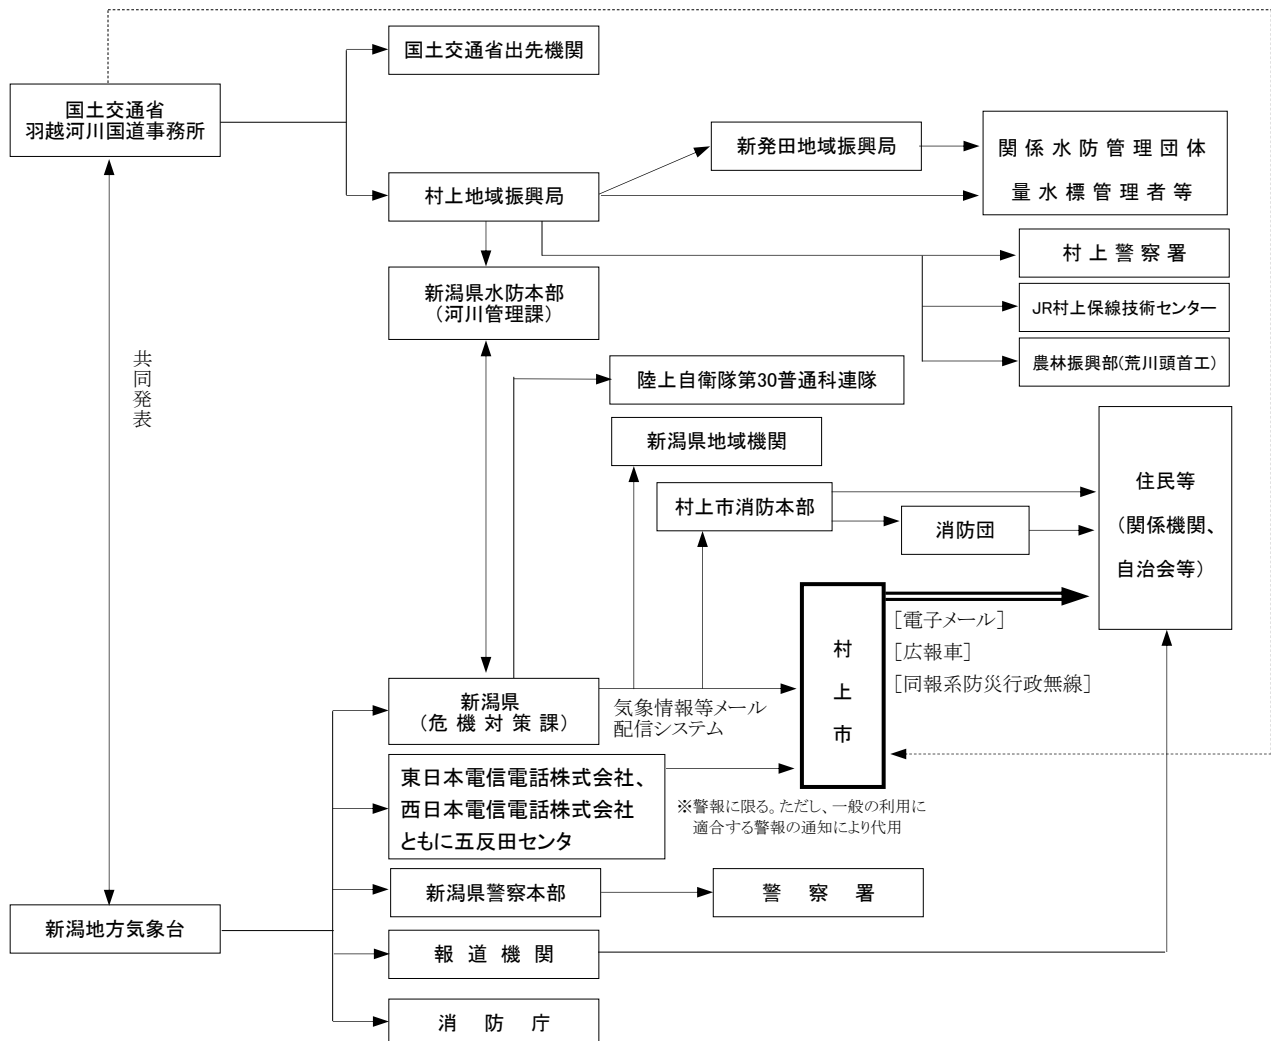 国土交通省出先機関
国土交通省
羽越河川国道事務所
新発田地域振興局
関係水防管理団体
量水標管理者等
村上地域振興局
村上警察署
新潟県水防本部
（河川管理課）
JR村上保線技術センター
農林振興部(荒川頭首工)
共同発表
陸上自衛隊第30普通科連隊
新潟県地域機関
村上市消防本部
消防団
住民等
（関係機関、
自治会等）
村上市
［電子メール］
［広報車］
［同報系防災行政無線］
新潟県
（危機対策課）
気象情報等メール
配信システム
東日本電信電話株式会社、
西日本電信電話株式会社
ともに五反田センタ
※警報に限る。ただし、一般の利用に
適合する警報の通知により代用
新潟県警察本部
警察署
新潟地方気象台
報道機関
消防庁